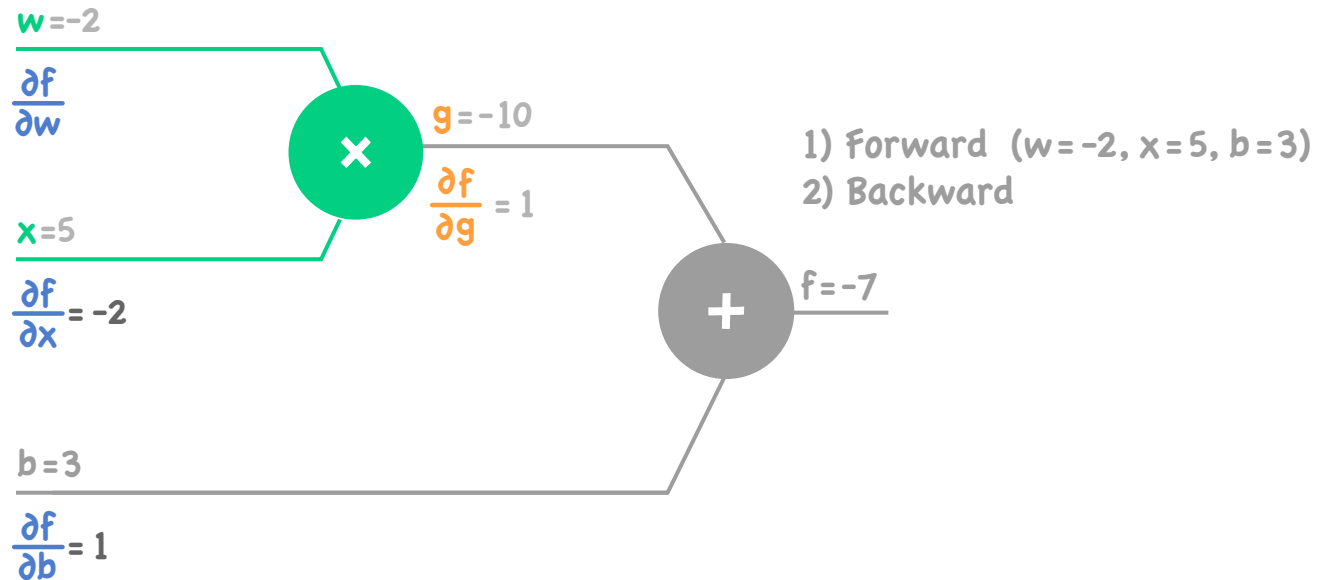 w=-2
∂f
∂w
×
g=-10
∂f
∂g
= 1
1) Forward (w=-2, x=5, b=3)
2) Backward
x=5
∂f
∂x
= -2
+
f=-7
b=3
∂f
∂b
= 1